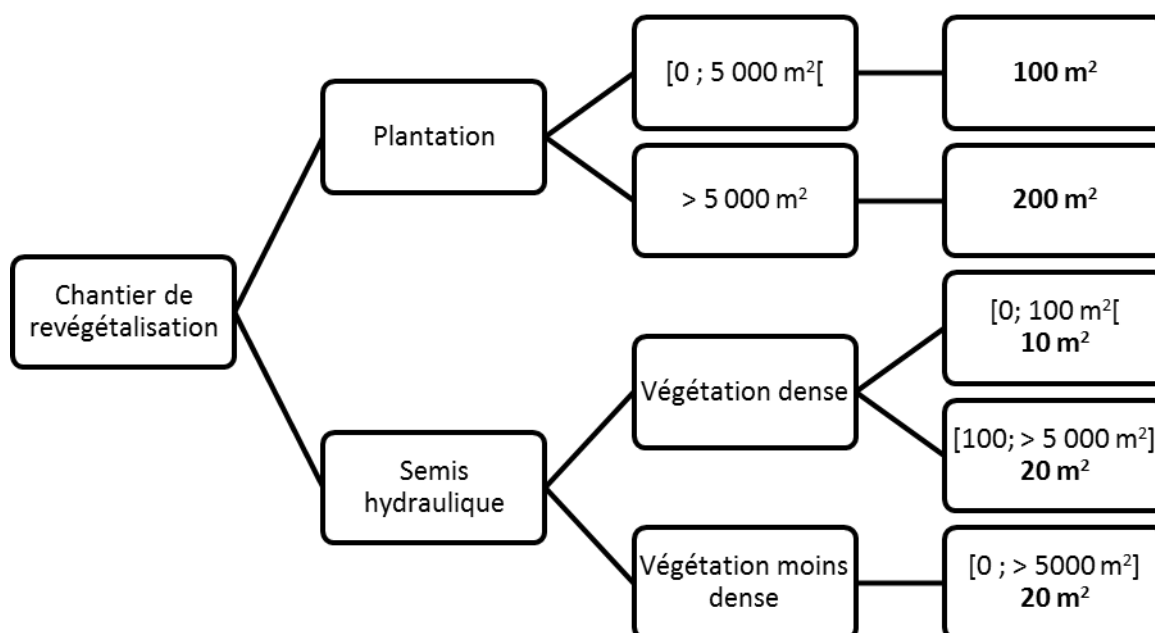 [0 ; 5 000 m²[
100 m²
Plantation
> 5 000 m²
200 m²
Chantier de
revégétalisation
[0; 100 m²[
10 m²
Végétation dense
[100; > 5 000 m²]
20 m²
Semis
hydraulique
Végétation moins
dense
[0 ; > 5000 m²]
20 m²